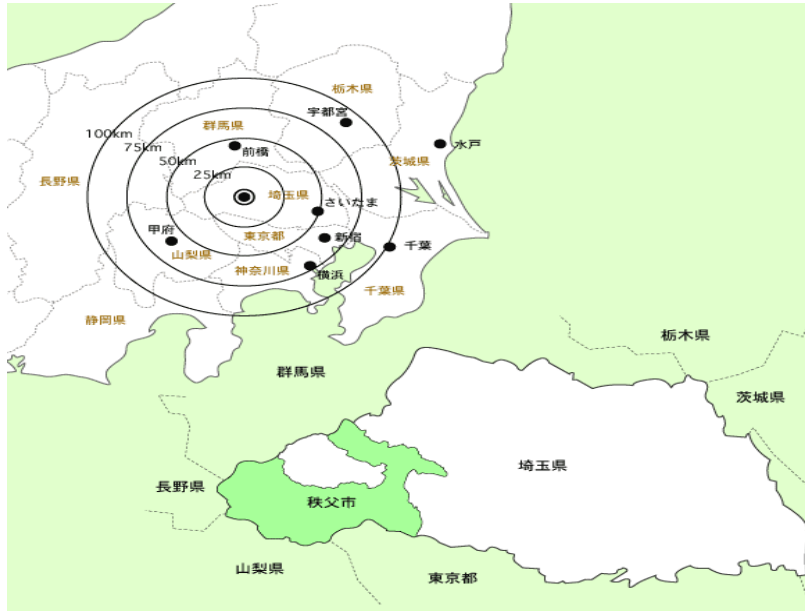 栃木県
宇都宮
群馬県
100km
75km
前橋
水戸
50km
茨城県
25km
長野県
埼玉県
さいたま
甲府
東京都
新宿
千葉
山梨県
神奈川県
横浜
千葉県
静岡県
栃木県
群馬県
茨城県
埼玉県
長野県
秩父市
山梨県
東京都